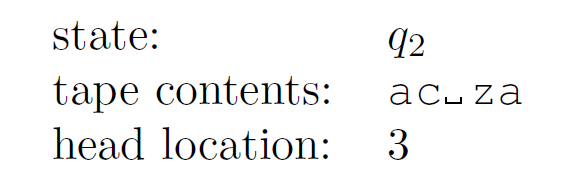 state: q₂
tape contents: ac␣za
head location: 3